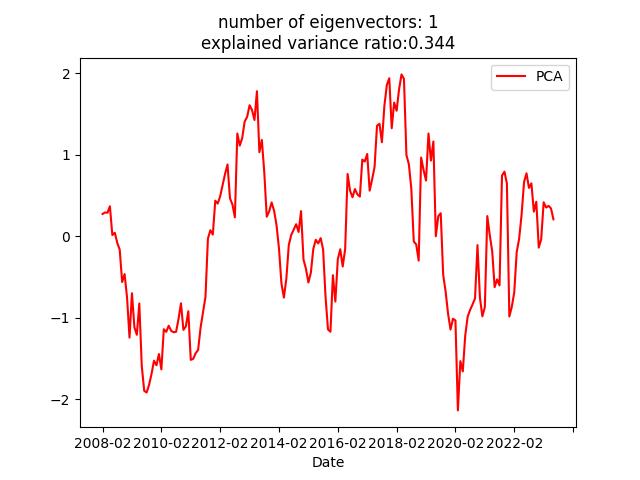 number of eigenvectors: 1
explained variance ratio:0.344
PCA
2
1
0
−1
−2
2008-02 2010-02 2012-02 2014-02 2016-02 2018-02 2020-02 2022-02
Date